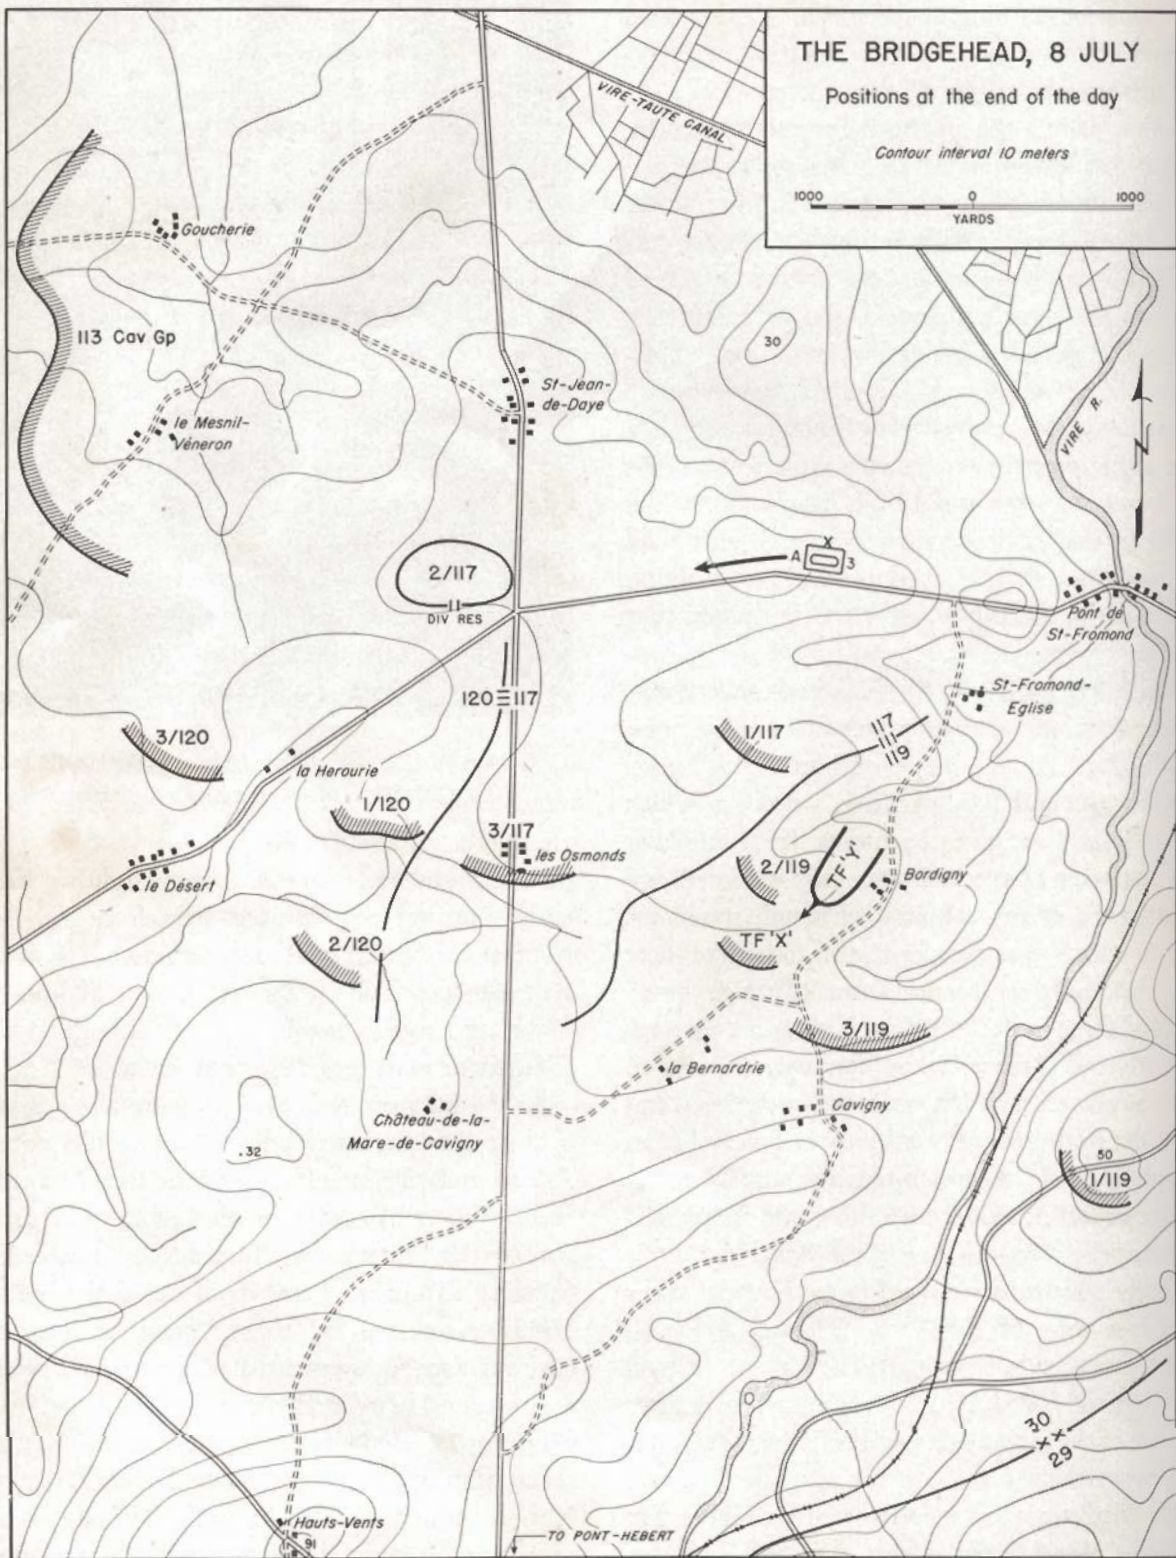 THE BRIDGEHEAD, 8 JULY
Positions at the end of the day
Contour interval 10 meters
1000 0 1000
YARDS
VIRE-TAUTE CANAL
Goucherie
113 Cav Gp
30
St-Jean-
de-Daye
le Mesnil-
Véneron
VIRE R.
N
2/117
DIV RES
X
A 3
Pont de
St-Fromond
St-Fromond-
Eglise
120 117
3/120
1/117
117
119
la Herourie
1/120
3/117
les Osmonds
2/119
TF 'Y'
Bordigny
le Désert
2/120
TF 'X'
3/119
la Bernardrie
Cavigny
Château-de-la-
Mare-de-Cavigny
.32
50
1/119
30
XX
29
Hauts-Vents
91
TO PONT-HEBERT